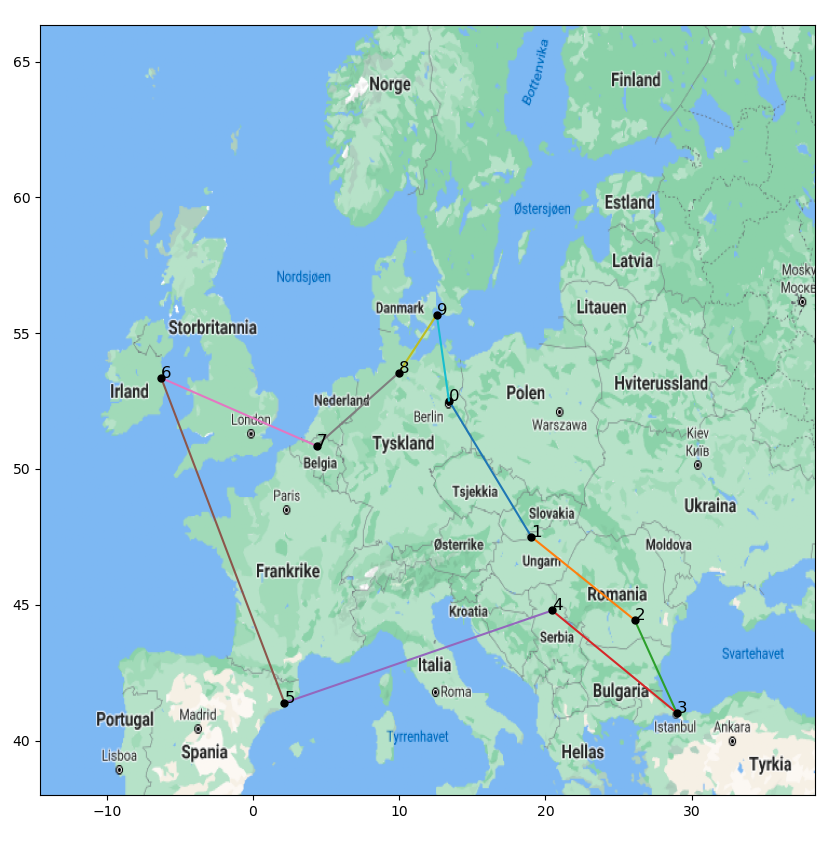 65
60
55
50
45
40
−10
0
10
20
30
Norge
Finland
Bottenvika
Østersjøen
Estland
Latvia
Nordsjøen
Mosky
Моске
Danmark
9
Litauen
Storbritannia
6
8
Irland
Nederland
0
Polen
Hviterussland
Berlin
London
Warszawa
7
Tyskland
Kiev
Київ
Belgia
Paris
Tsjekkia
Ukraina
Slovakia
1
Østerrike
Moldova
Ungarn
Frankrike
Romania
4
2
Kroatia
Serbia
Svartehavet
Italia
5
Roma
Bulgaria
3
Portugal
Madrid
Istanbul
Ankara
Tyrrenhavet
Spania
Lisboa
Hellas
Tyrkia